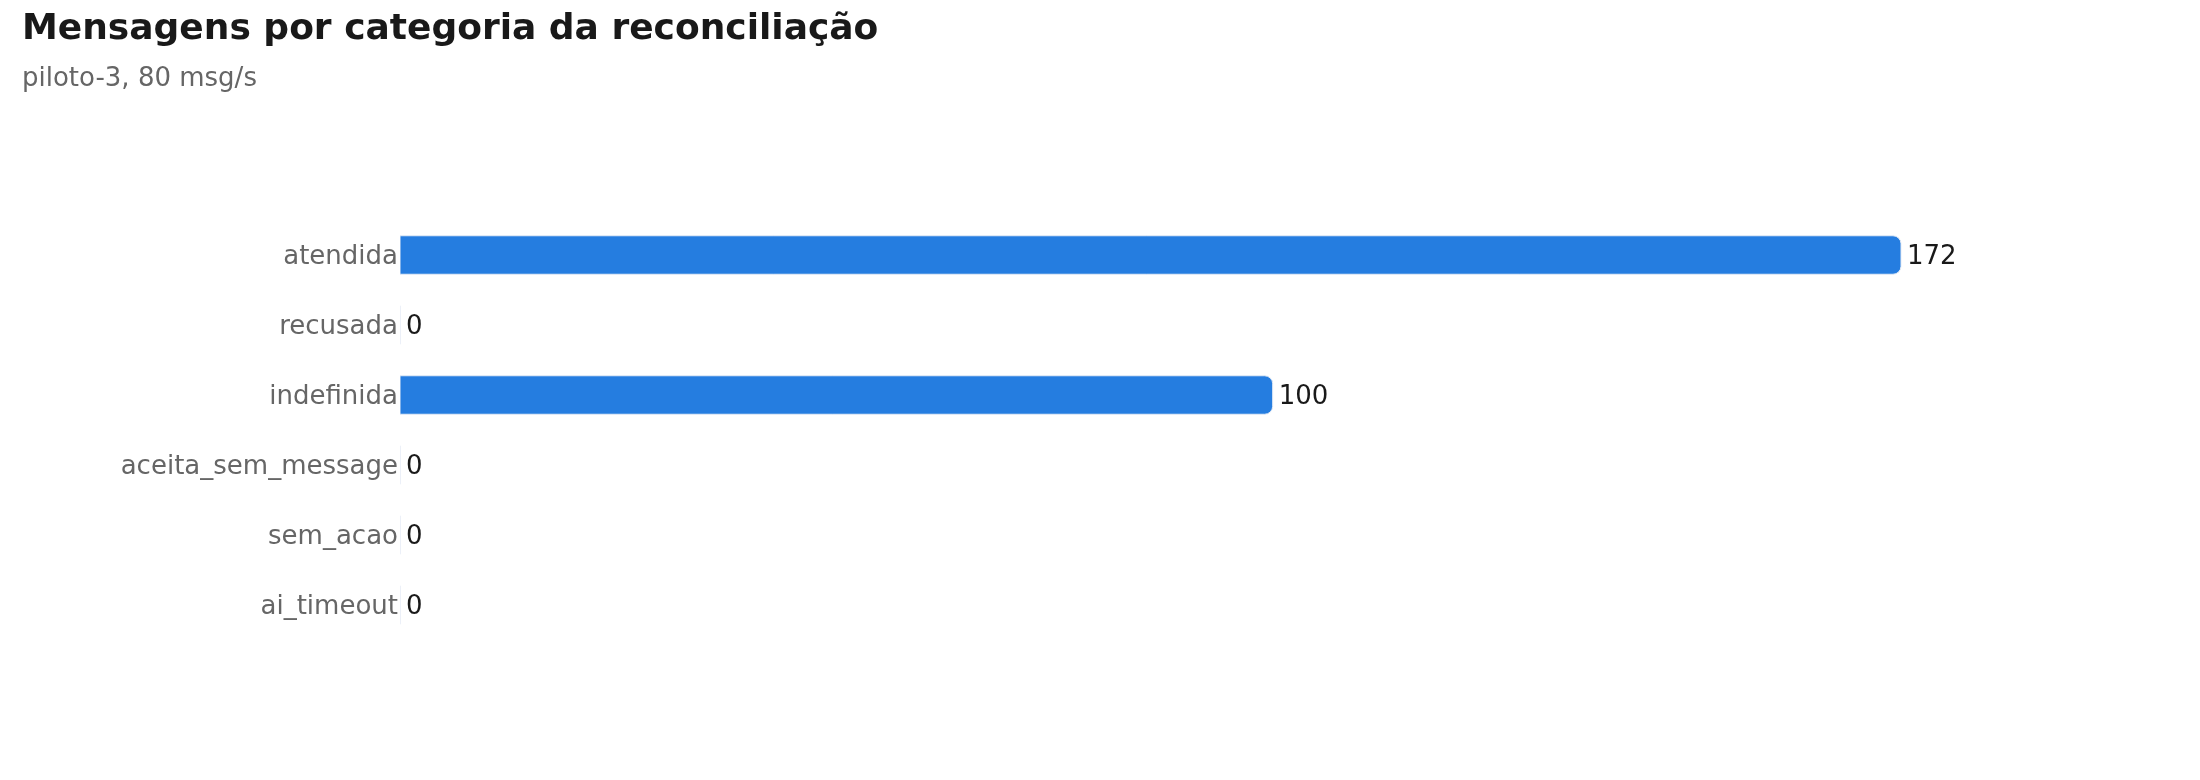 Mensagens por categoria da reconciliação
piloto-3, 80 msg/s
atendida 172
recusada 0
indefinida 100
aceita_sem_message 0
sem_acao 0
ai_timeout 0